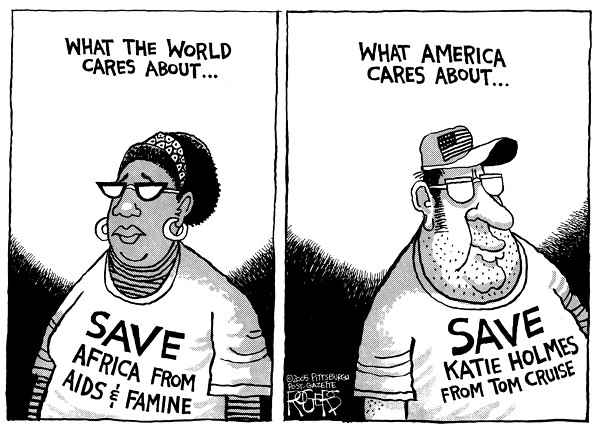 WHAT THE WORLD
CARES ABOUT...
SAVE
AFRICA FROM
AIDS & FAMINE
WHAT AMERICA
CARES ABOUT...
SAVE
KATIE HOLMES
FROM TOM CRUISE
©2005 PITTSBURGH
POST-GAZETTE
ROGERS